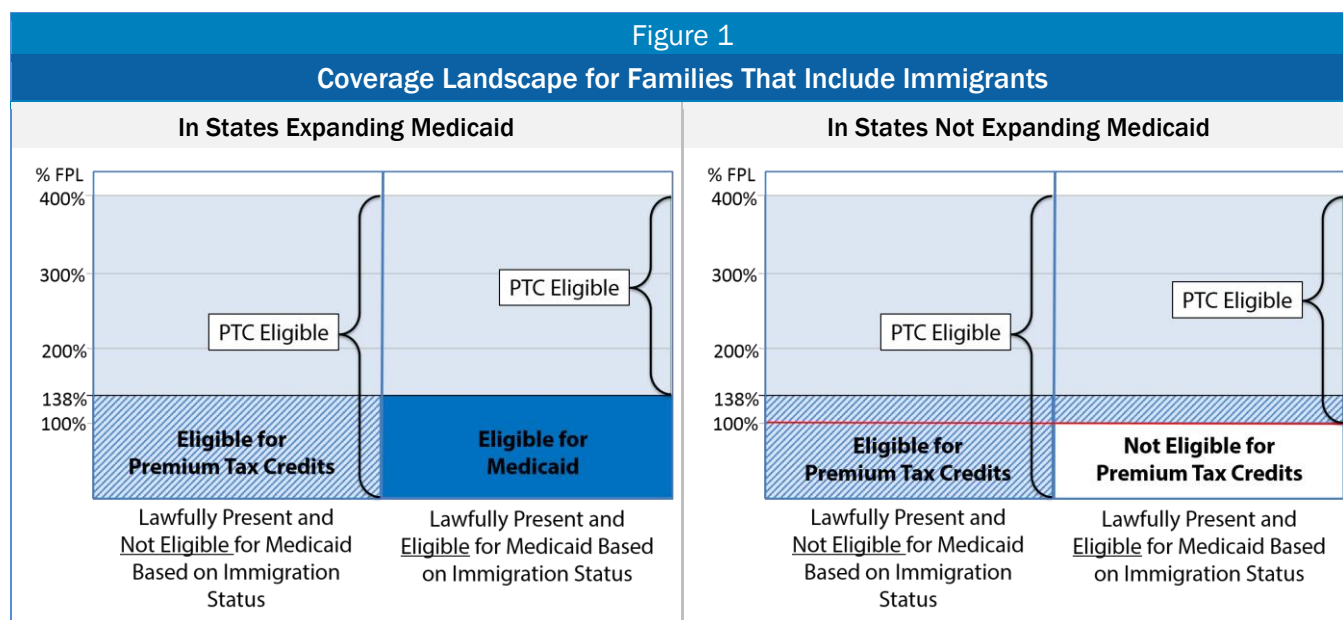 Figure 1
Coverage Landscape for Families That Include Immigrants
In States Expanding Medicaid
% FPL
400%
300%
200%
138%
100%
PTC Eligible
PTC Eligible
Eligible for
Premium Tax Credits
Eligible for
Medicaid
Lawfully Present and
Not Eligible for Medicaid
Based on Immigration
Status
Lawfully Present and
Eligible for Medicaid Based
on Immigration Status
In States Not Expanding Medicaid
% FPL
400%
300%
200%
138%
100%
PTC Eligible
PTC Eligible
Eligible for
Premium Tax Credits
Not Eligible for
Premium Tax Credits
Lawfully Present and
Not Eligible for Medicaid
Based on Immigration
Status
Lawfully Present and
Eligible for Medicaid Based
on Immigration Status